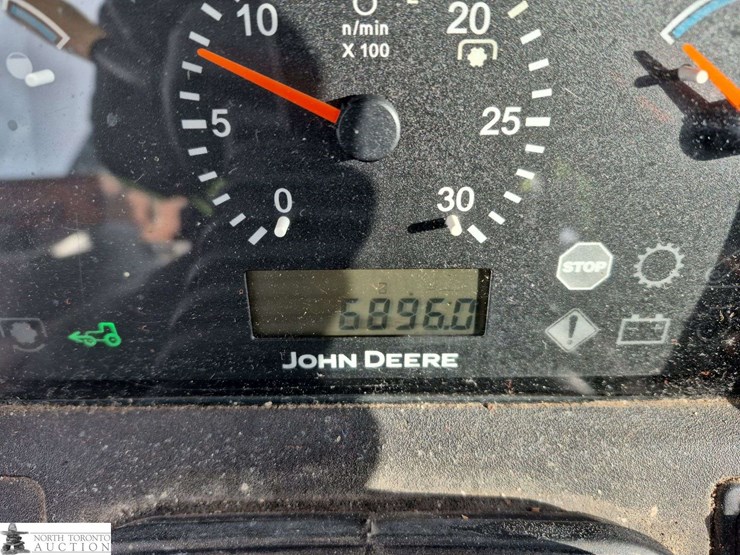 10
n/min
X 100
20
5
25
0
30
STOP
6896.0
JOHN DEERE
NORTH TORONTO
AUCTION